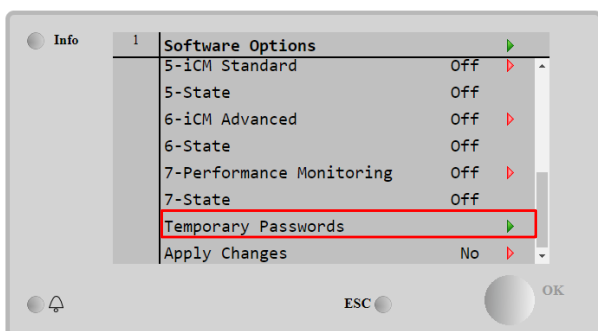 Info
1 Software Options
5-iCM Standard Off
5-State Off
6-iCM Advanced Off
6-State Off
7-Performance Monitoring Off
7-State Off
Temporary Passwords
Apply Changes No
ESC
OK